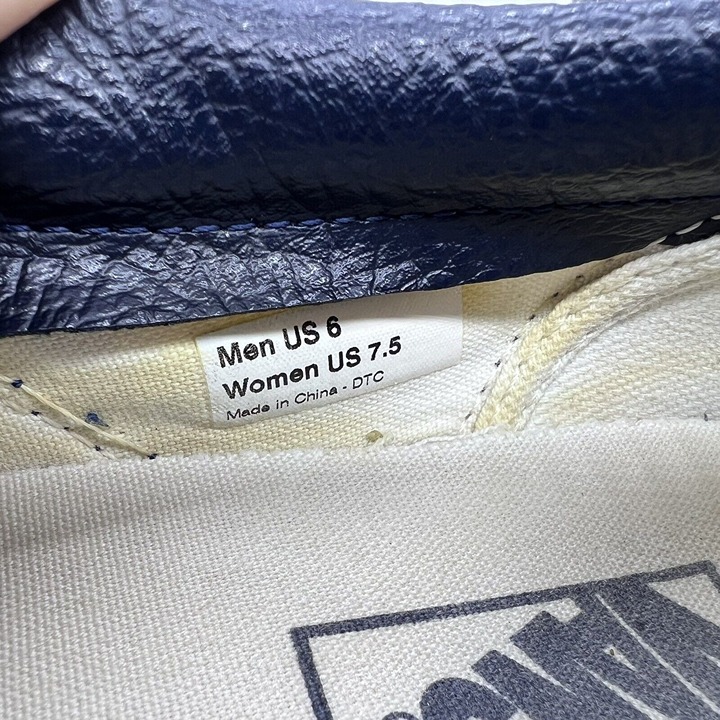 Men US 6
Women US 7.5
Made in China - DTC